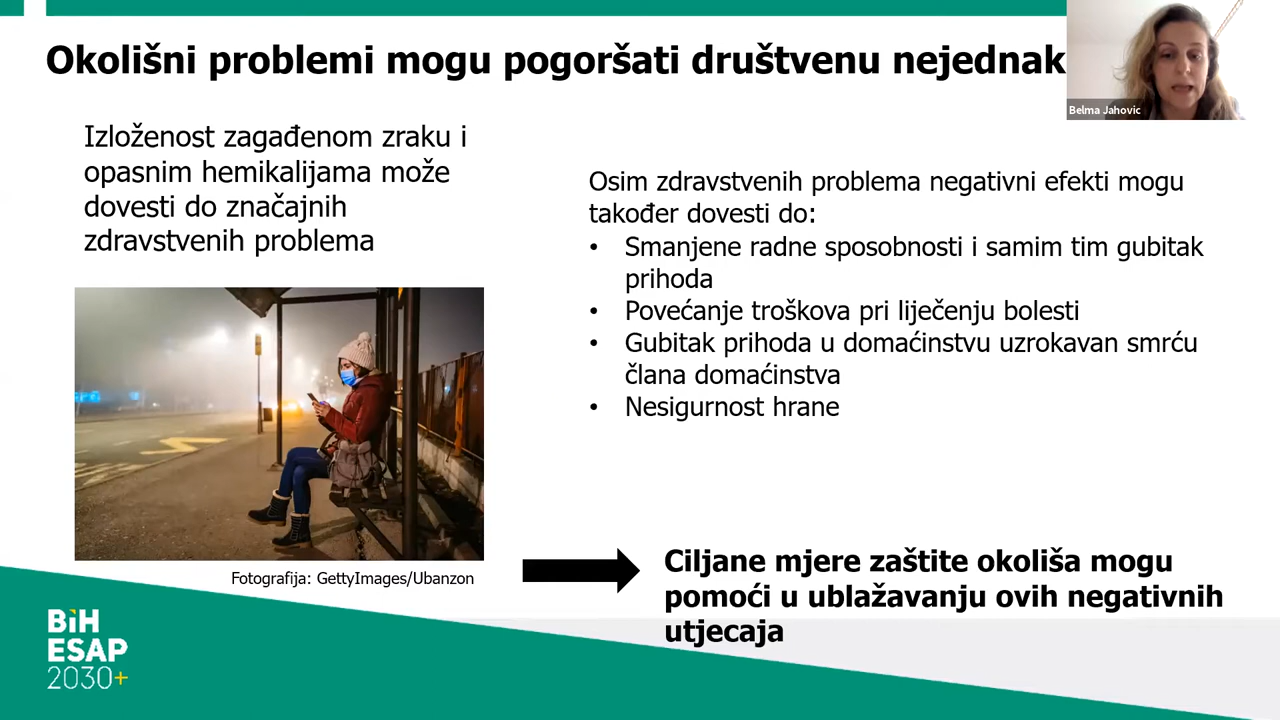 Okolišni problemi mogu pogoršati društvenu nejednak
Belma Jahovic
Izloženost zagađenom zraku i
opasnim hemikalijama može
dovesti do značajnih
zdravstvenih problema
Osim zdravstvenih problema negativni efekti mogu
također dovesti do:
• Smanjene radne sposobnosti i samim tim gubitak
prihoda
• Povećanje troškova pri liječenju bolesti
• Gubitak prihoda u domaćinstvu uzrokavan smrću
člana domaćinstva
• Nesigurnost hrane
Fotografija: GettyImages/Ubanzon
Ciljane mjere zaštite okoliša mogu
pomoći u ublažavanju ovih negativnih
utjecaja
BiH
ESAP
2030+